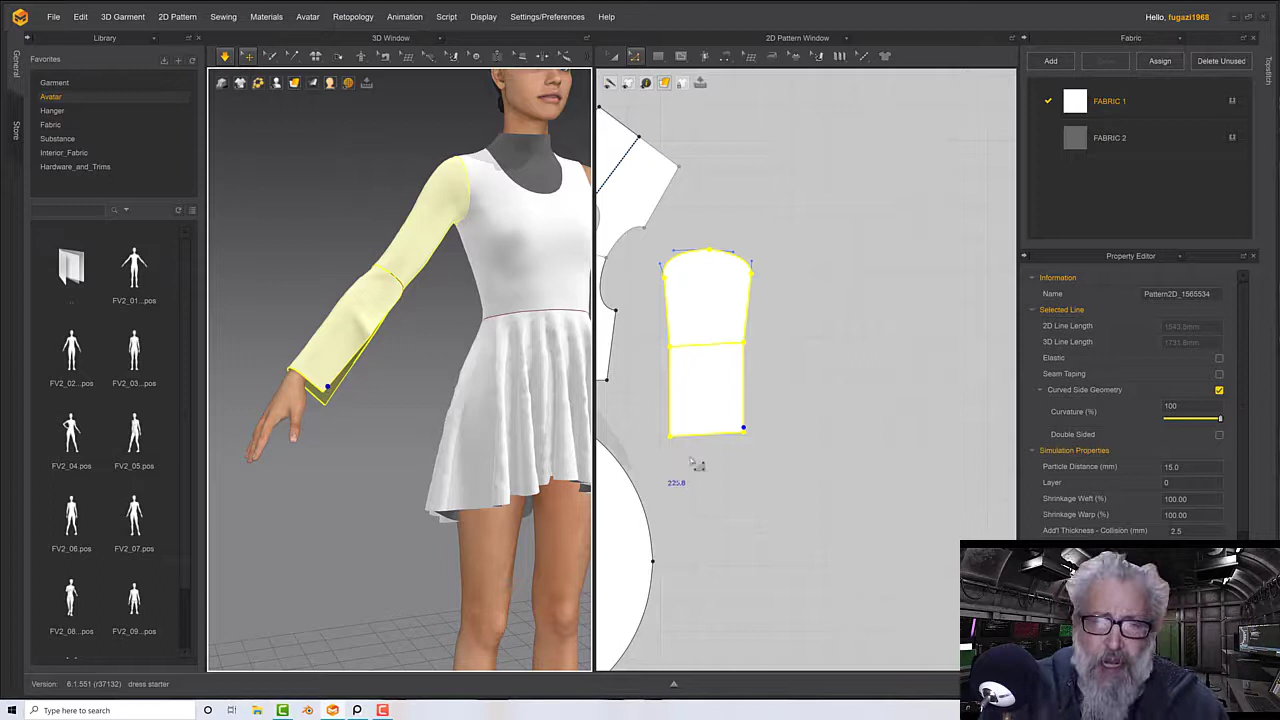 File Edit 3D Garment 2D Pattern Sewing Materials Avatar Retopology Animation Script Display Settings/Preferences Help Hello, fugazi1968
Library 3D Window 2D Pattern Window Fabric
General
Store
TopStitch
Favorites
Garment
Avatar
Hanger
Fabric
Substance
Interior_Fabric
Hardware_and_Trims
..
FV2_01...pos
FV2_02...pos
FV2_03...pos
FV2_04...pos
FV2_05...pos
FV2_06.pos
FV2_07.pos
FV2_08...pos
FV2_09...pos
225.8
Add Assign Delete Unused
FABRIC 1
FABRIC 2
Property Editor
Information
Name Pattern2D_1565534
Selected Line
2D Line Length 1543.5mm
3D Line Length 1731.8mm
Elastic
Seam Taping
Curved Side Geometry
Curvature (%) 100
Double Sided
Simulation Properties
Particle Distance (mm) 15.0
Layer 0
Shrinkage Weft (%) 100.00
Shrinkage Warp (%) 100.00
Add'l Thickness - Collision (mm) 2.5
Version: 6.1.551 (r37132) dress starter
Type here to search